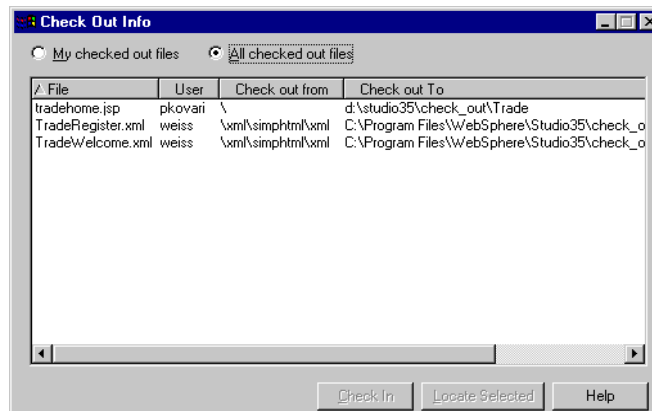 Check Out Info
My checked out files All checked out files
File User Check out from Check out To
tradehome.jsp pkovari \ d:\studio35\check_out\Trade
TradeRegister.xml weiss \xml\simphtml\xml C:\Program Files\WebSphere\Studio35\check_o
TradeWelcome.xml weiss \xml\simphtml\xml C:\Program Files\WebSphere\Studio35\check_o
Check In Locate Selected Help